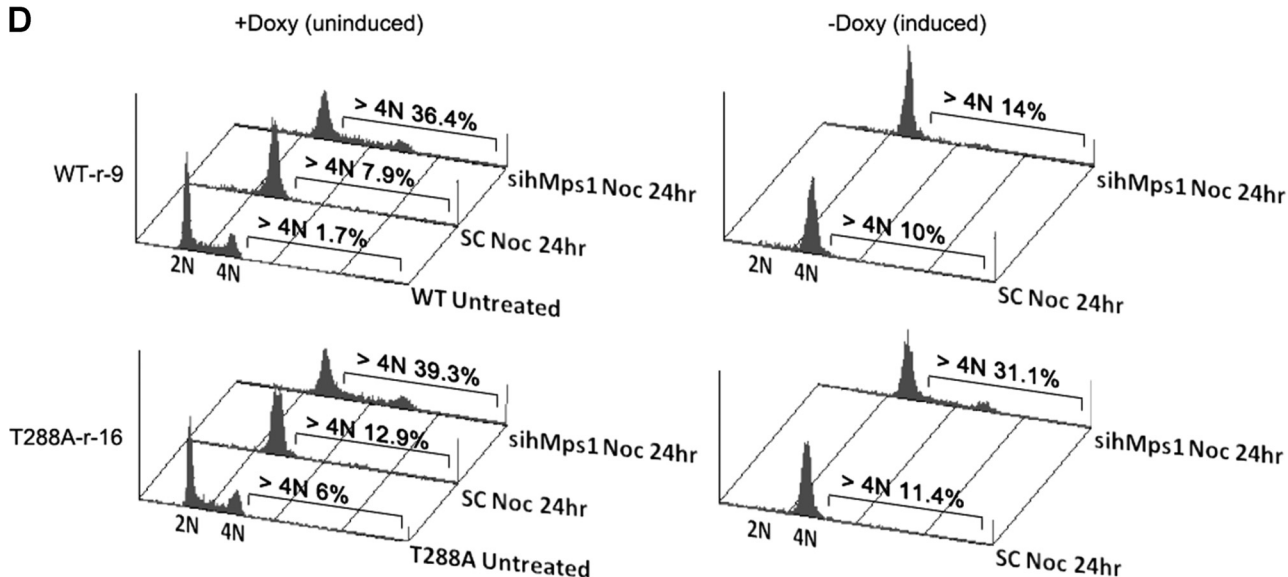 D
+Doxy (uninduced)
-Doxy (induced)
WT-r-9
> 4N 36.4%
sihMps1 Noc 24hr
> 4N 7.9%
SC Noc 24hr
> 4N 1.7%
2N 4N
WT Untreated
> 4N 14%
sihMps1 Noc 24hr
> 4N 10%
2N 4N
SC Noc 24hr
T288A-r-16
> 4N 39.3%
sihMps1 Noc 24hr
> 4N 12.9%
SC Noc 24hr
> 4N 6%
2N 4N
T288A Untreated
> 4N 31.1%
sihMps1 Noc 24hr
> 4N 11.4%
2N 4N
SC Noc 24hr